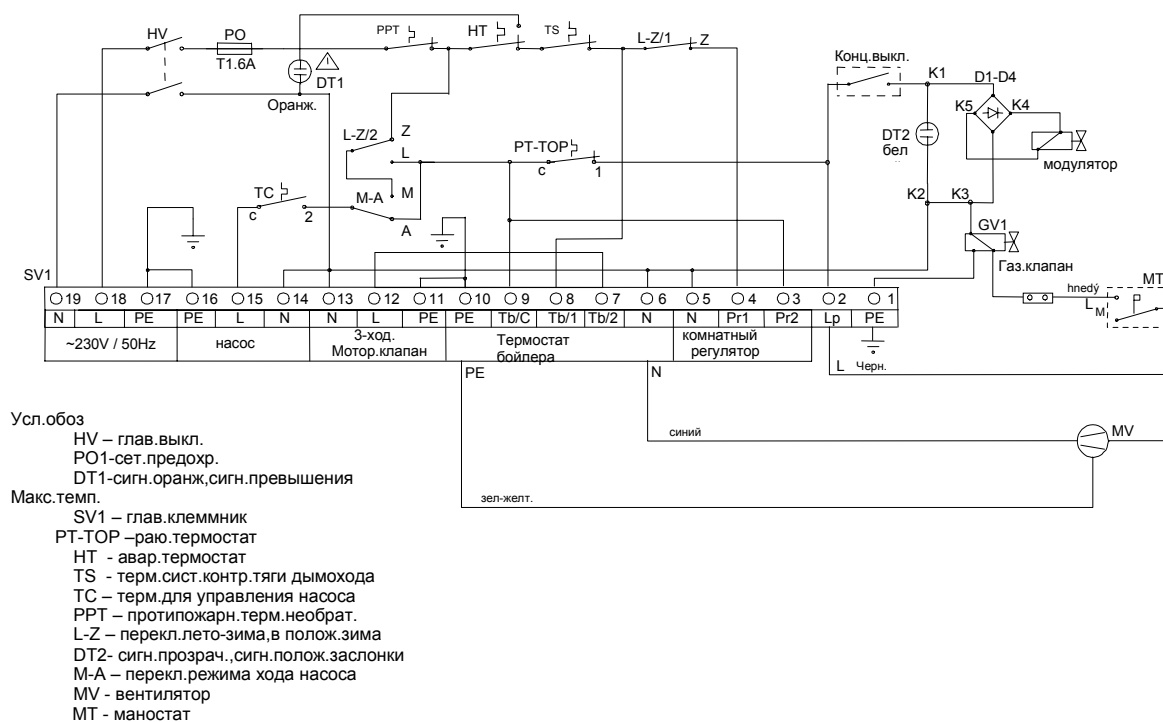 HV
PO
T1.6A
DT1
Оранж.
PPT
HT
TS
L-Z/1
Z
Конц.выкл.
K1
D1-D4
K5
K4
DT2
бел
модулятор
L-Z/2
Z
L
PT-TOP
c
1
TC
c
2
M-A
M
A
K2
K3
GV1
Газ.клапан
SV1
hnedý
L
M
MT
19 18 17 16 15 14 13 12 11 10 9 8 7 6 5 4 3 2 1
N L PE PE L N N L PE PE Tb/C Tb/1 Tb/2 N N Pr1 Pr2 Lp PE
~230V / 50Hz
насос
3-ход.
Мотор.клапан
Термостат
бойлера
комнатный
регулятор
PE
N
L
Черн.
синий
MV
зел-желт.
Усл.обоз
HV – глав.выкл.
PO1-сет.предохр.
DT1-сигн.оранж,сигн.превышения
Макс.темп.
SV1 – глав.клеммник
PT-TOP –раю.термостат
HT - авар.термостат
TS - терм.сист.контр.тяги дымохода
TC – терм.для управления насоса
PPT – протипожарн.терм.необрат.
L-Z – перекл.лето-зима,в полож.зима
DT2- сигн.прозрач.,сигн.полож.заслонки
M-A – перекл.режима хода насоса
MV - вентилятор
MT - маностат